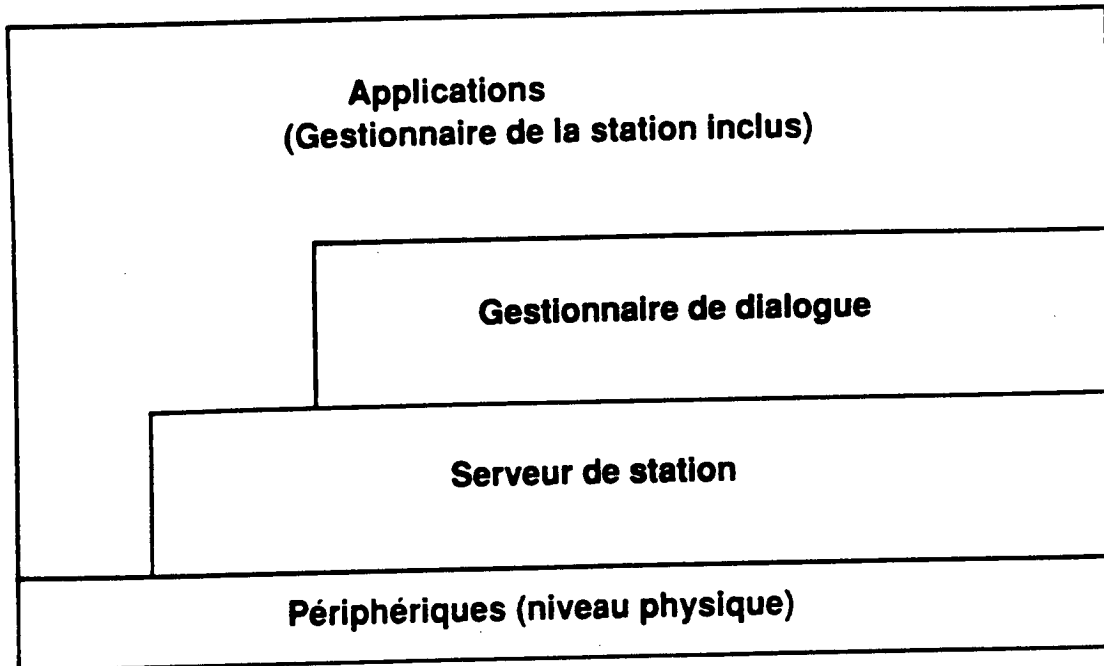 Applications
(Gestionnaire de la station inclus)
Gestionnaire de dialogue
Serveur de station
Périphériques (niveau physique)